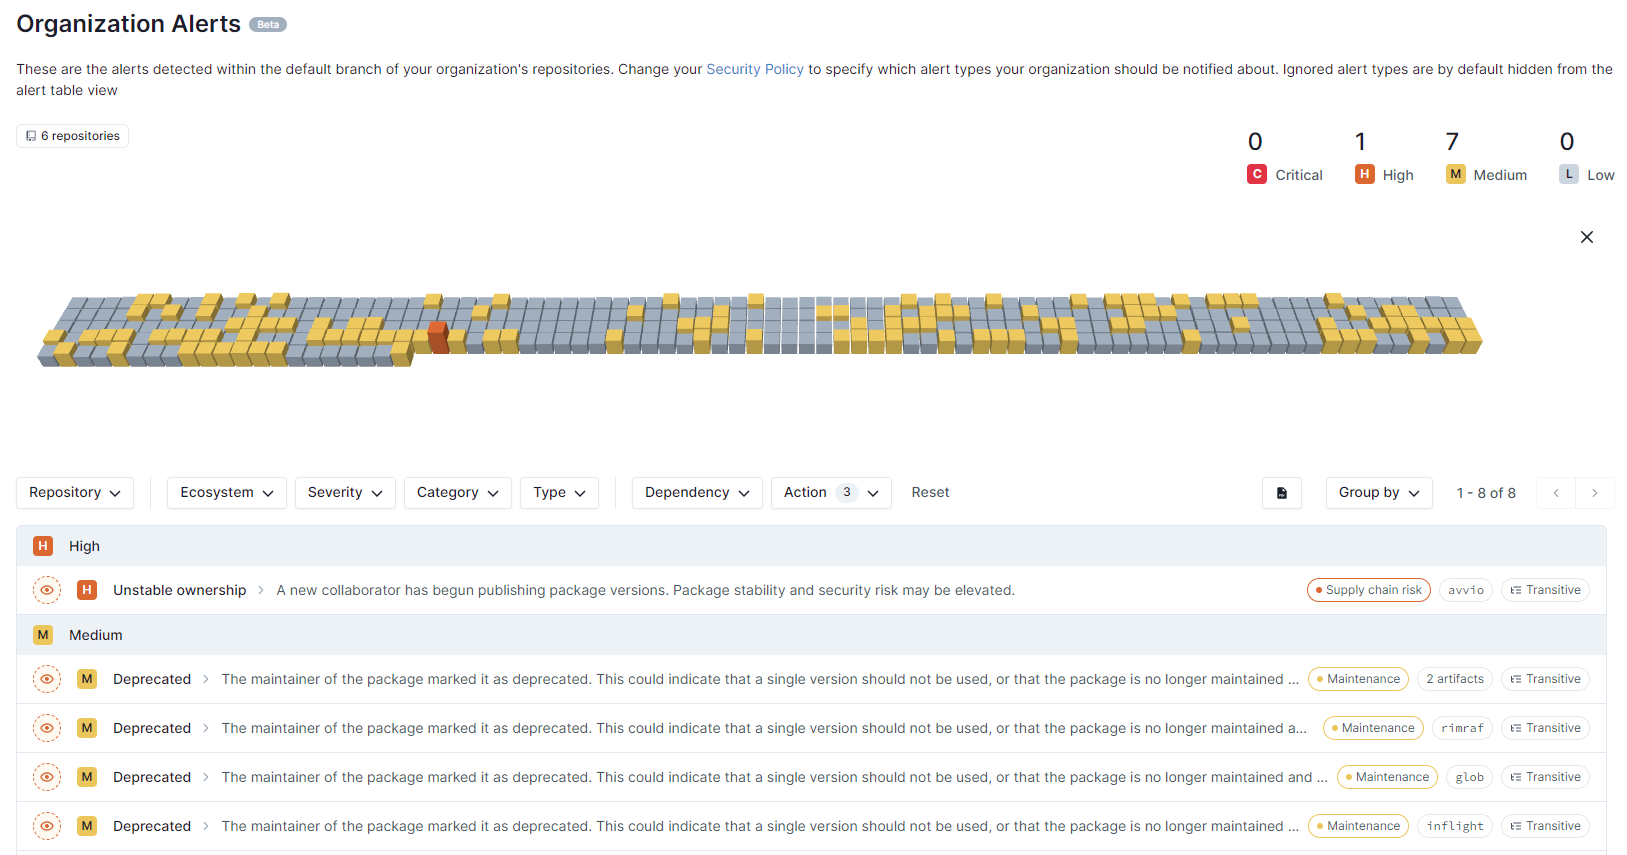 Organization Alerts Beta
These are the alerts detected within the default branch of your organization's repositories. Change your Security Policy to specify which alert types your organization should be notified about. Ignored alert types are by default hidden from the
alert table view
6 repositories
0 1 7 0
C Critical H High M Medium L Low
Repository Ecosystem Severity Category Type Dependency Action 3 Reset Group by 1 - 8 of 8
H High
H Unstable ownership A new collaborator has begun publishing package versions. Package stability and security risk may be elevated. Supply chain risk avvio Transitive
M Medium
M Deprecated The maintainer of the package marked it as deprecated. This could indicate that a single version should not be used, or that the package is no longer maintained ... Maintenance 2 artifacts Transitive
M Deprecated The maintainer of the package marked it as deprecated. This could indicate that a single version should not be used, or that the package is no longer maintained a... Maintenance rimraf Transitive
M Deprecated The maintainer of the package marked it as deprecated. This could indicate that a single version should not be used, or that the package is no longer maintained and ... Maintenance glob Transitive
M Deprecated The maintainer of the package marked it as deprecated. This could indicate that a single version should not be used, or that the package is no longer maintained ... Maintenance inflight Transitive